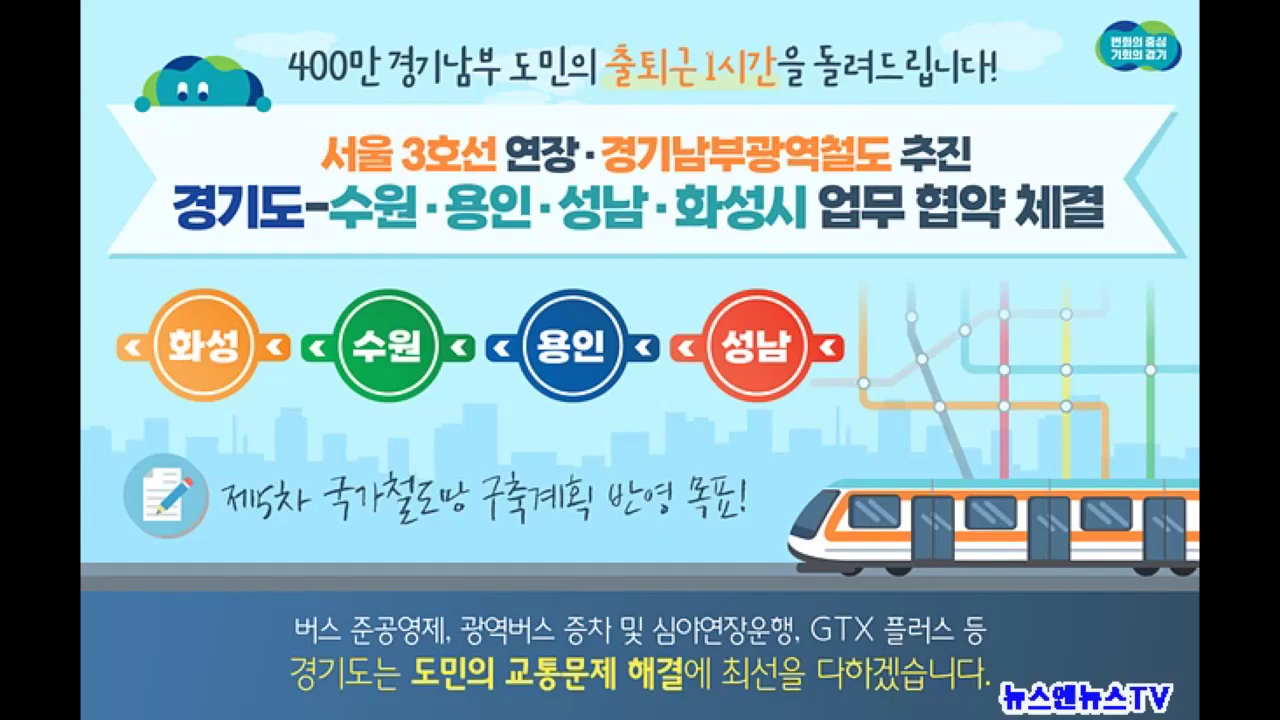 400만 경기남부 도민의 출퇴근 1시간을 돌려드립니다!
변화의 중심
기회의 경기
서울 3호선 연장·경기남부광역철도 추진
경기도-수원·용인·성남·화성시 업무 협약 체결
화성
수원
용인
성남
제5차 국가철도망 구축계획 반영 목표!
버스 준공영제, 광역버스 증차 및 심야연장운행, GTX 플러스 등
경기도는 도민의 교통문제 해결에 최선을 다하겠습니다.
뉴스앤뉴스TV